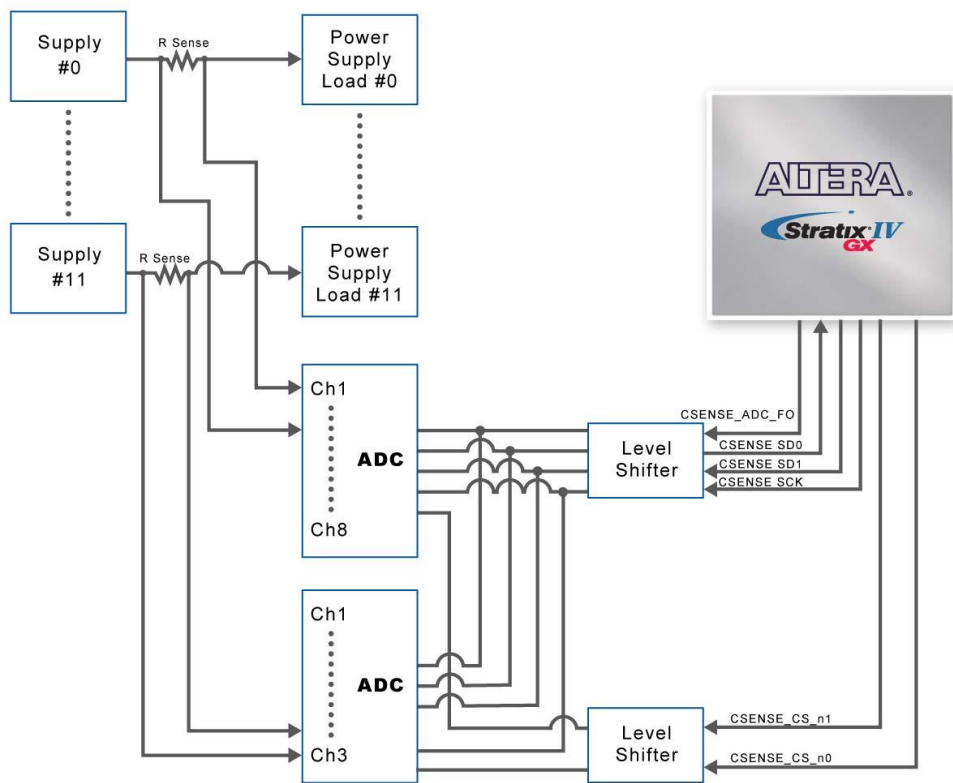 Supply
#0
R Sense
Power
Supply
Load #0
Supply
#11
R Sense
Power
Supply
Load #11
ALTERA®
Stratix® IV
GX
Ch1
ADC
Ch8
Level
Shifter
CSENSE_ADC_FO
CSENSE SD0
CSENSE SD1
CSENSE SCK
Ch1
ADC
Ch3
Level
Shifter
CSENSE_CS_n1
CSENSE_CS_n0